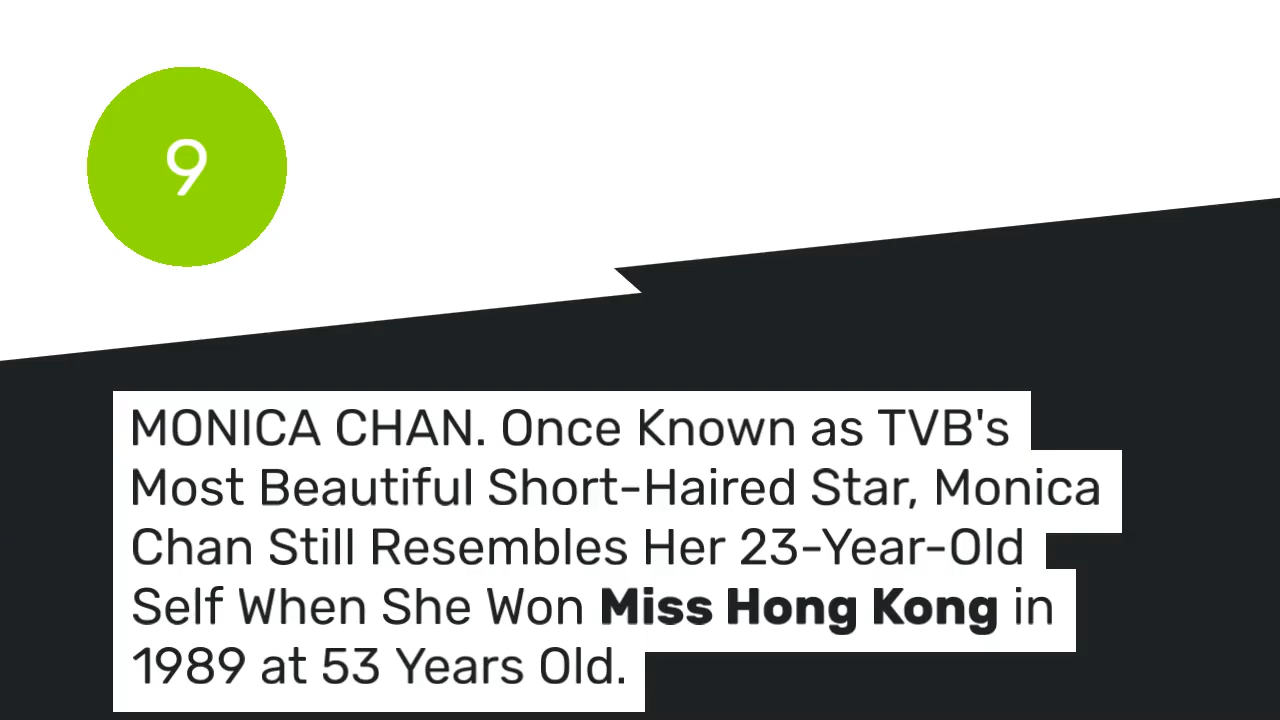 9
MONICA CHAN. Once Known as TVB's
Most Beautiful Short-Haired Star, Monica
Chan Still Resembles Her 23-Year-Old
Self When She Won Miss Hong Kong in
1989 at 53 Years Old.